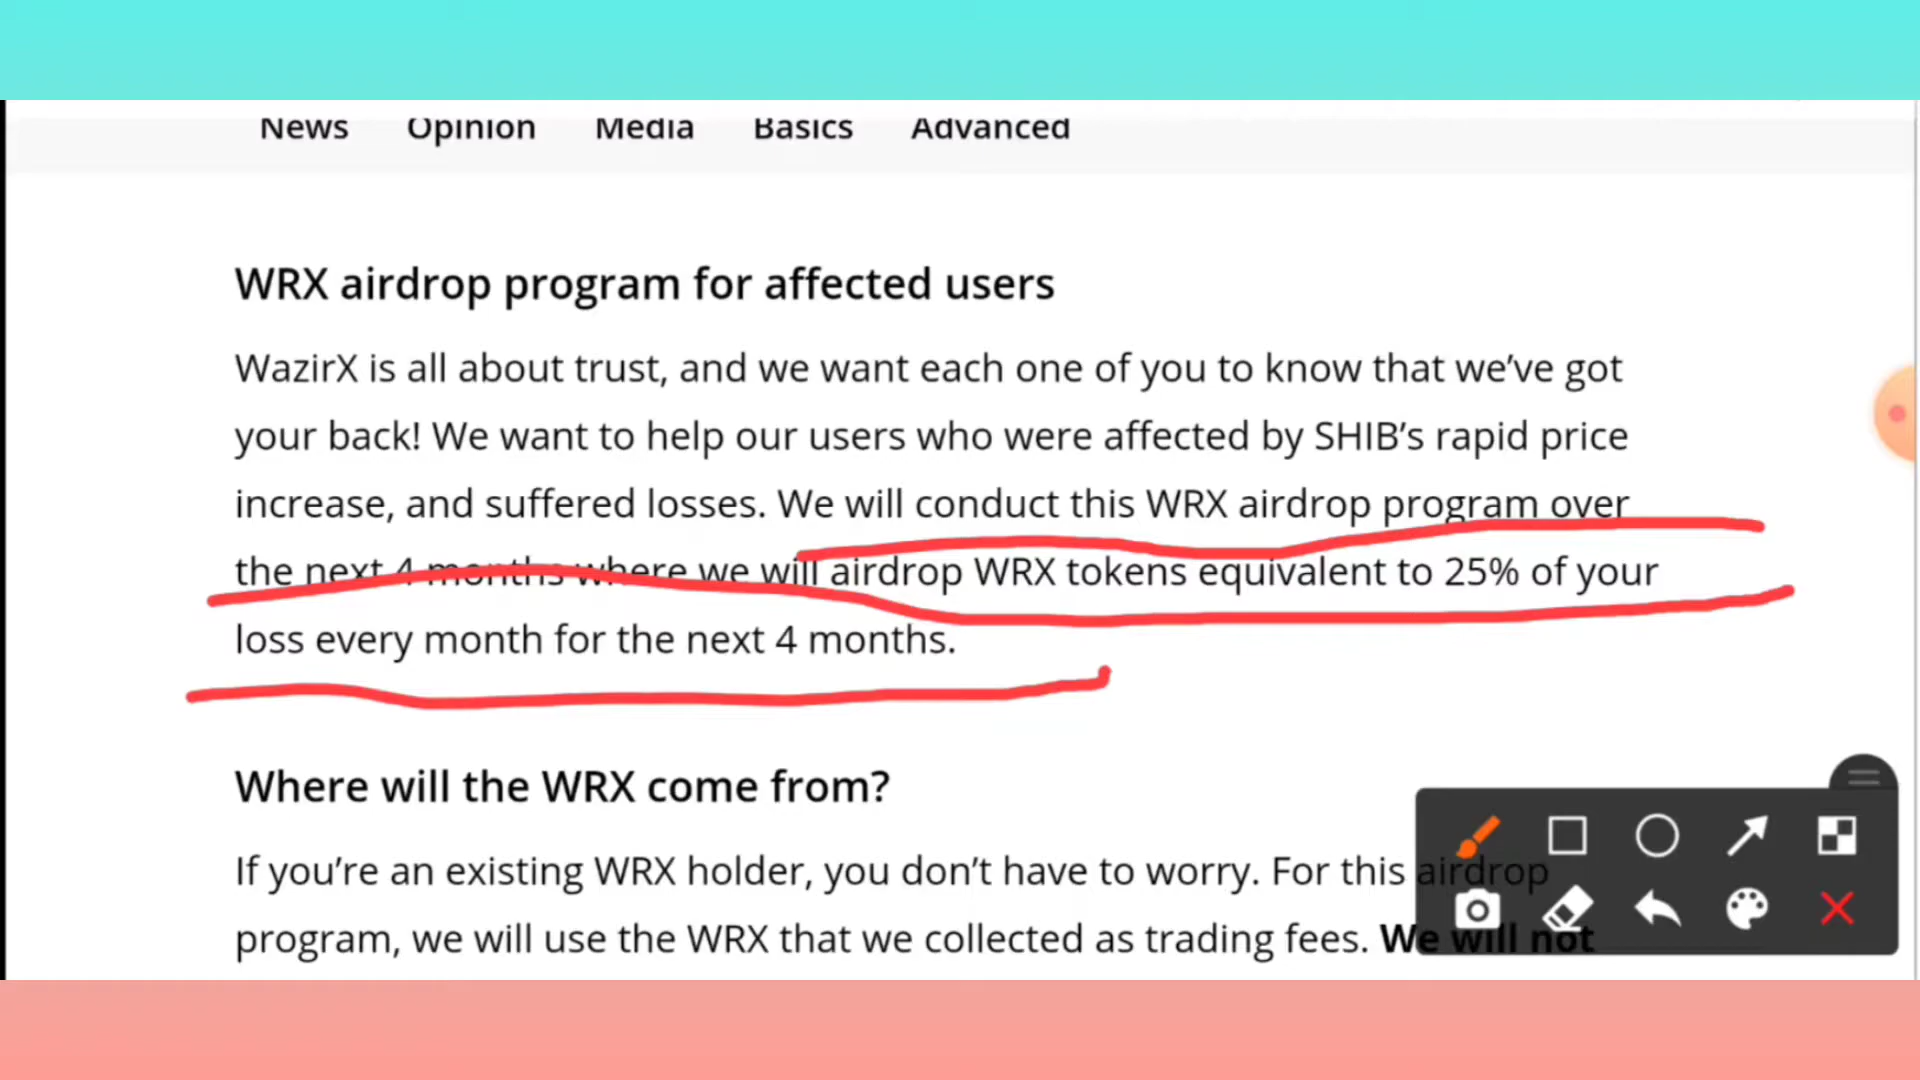 News Opinion Media Basics Advanced
WRX airdrop program for affected users
WazirX is all about trust, and we want each one of you to know that we’ve got
your back! We want to help our users who were affected by SHIB’s rapid price
increase, and suffered losses. We will conduct this WRX airdrop program over
the next 4 months where we will airdrop WRX tokens equivalent to 25% of your
loss every month for the next 4 months.
Where will the WRX come from?
If you’re an existing WRX holder, you don’t have to worry. For this airdrop
program, we will use the WRX that we collected as trading fees. We will not